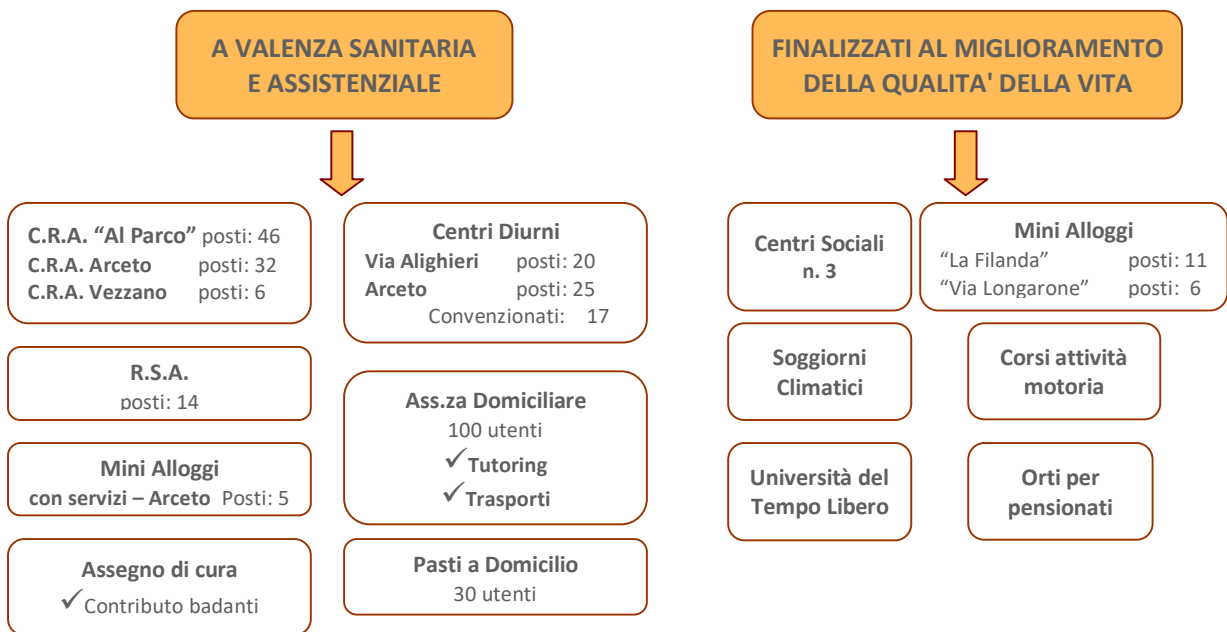 A VALENZA SANITARIA
E ASSISTENZIALE
C.R.A. “Al Parco” posti: 46
C.R.A. Arceto posti: 32
C.R.A. Vezzano posti: 6
R.S.A.
posti: 14
Mini Alloggi
con servizi – Arceto Posti: 5
Assegno di cura
✓Contributo badanti
Centri Diurni
Via Alighieri posti: 20
Arceto posti: 25
Convenzionati: 17
Ass.za Domiciliare
100 utenti
✓Tutoring
✓Trasporti
Pasti a Domicilio
30 utenti
FINALIZZATI AL MIGLIORAMENTO
DELLA QUALITA' DELLA VITA
Centri Sociali
n. 3
Mini Alloggi
“La Filanda” posti: 11
“Via Longarone” posti: 6
Soggiorni
Climatici
Corsi attività
motoria
Università del
Tempo Libero
Orti per
pensionati